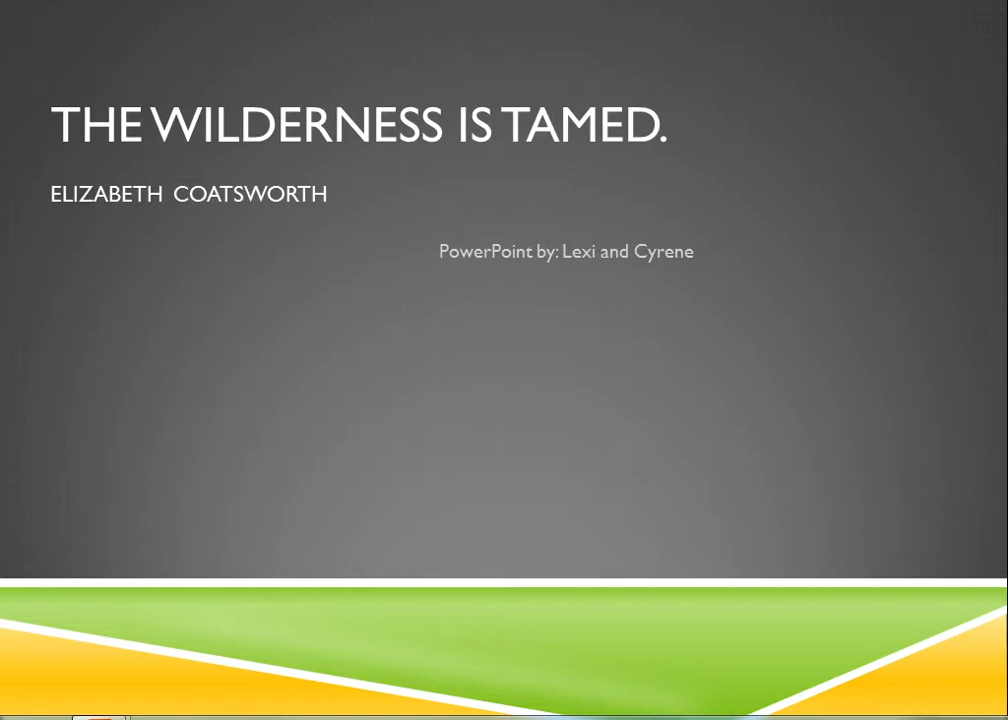 THE WILDERNESS IS TAMED.
ELIZABETH COATSWORTH
PowerPoint by: Lexi and Cyrene